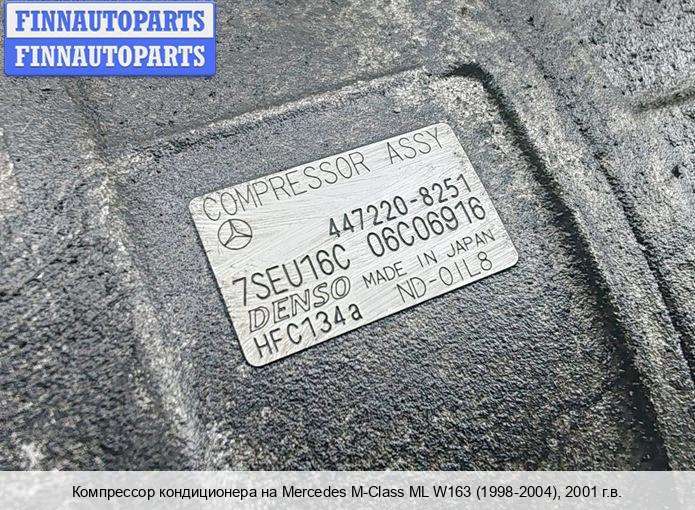 FINNAUTOPARTS
FINNAUTOPARTS
COMPRESSOR ASSY
447220-8251
7SEU16C 06C06916
DENSO MADE IN JAPAN
HFC134a ND-OIL8
Компрессор кондиционера на Mercedes M-Class ML W163 (1998-2004), 2001 г.в.